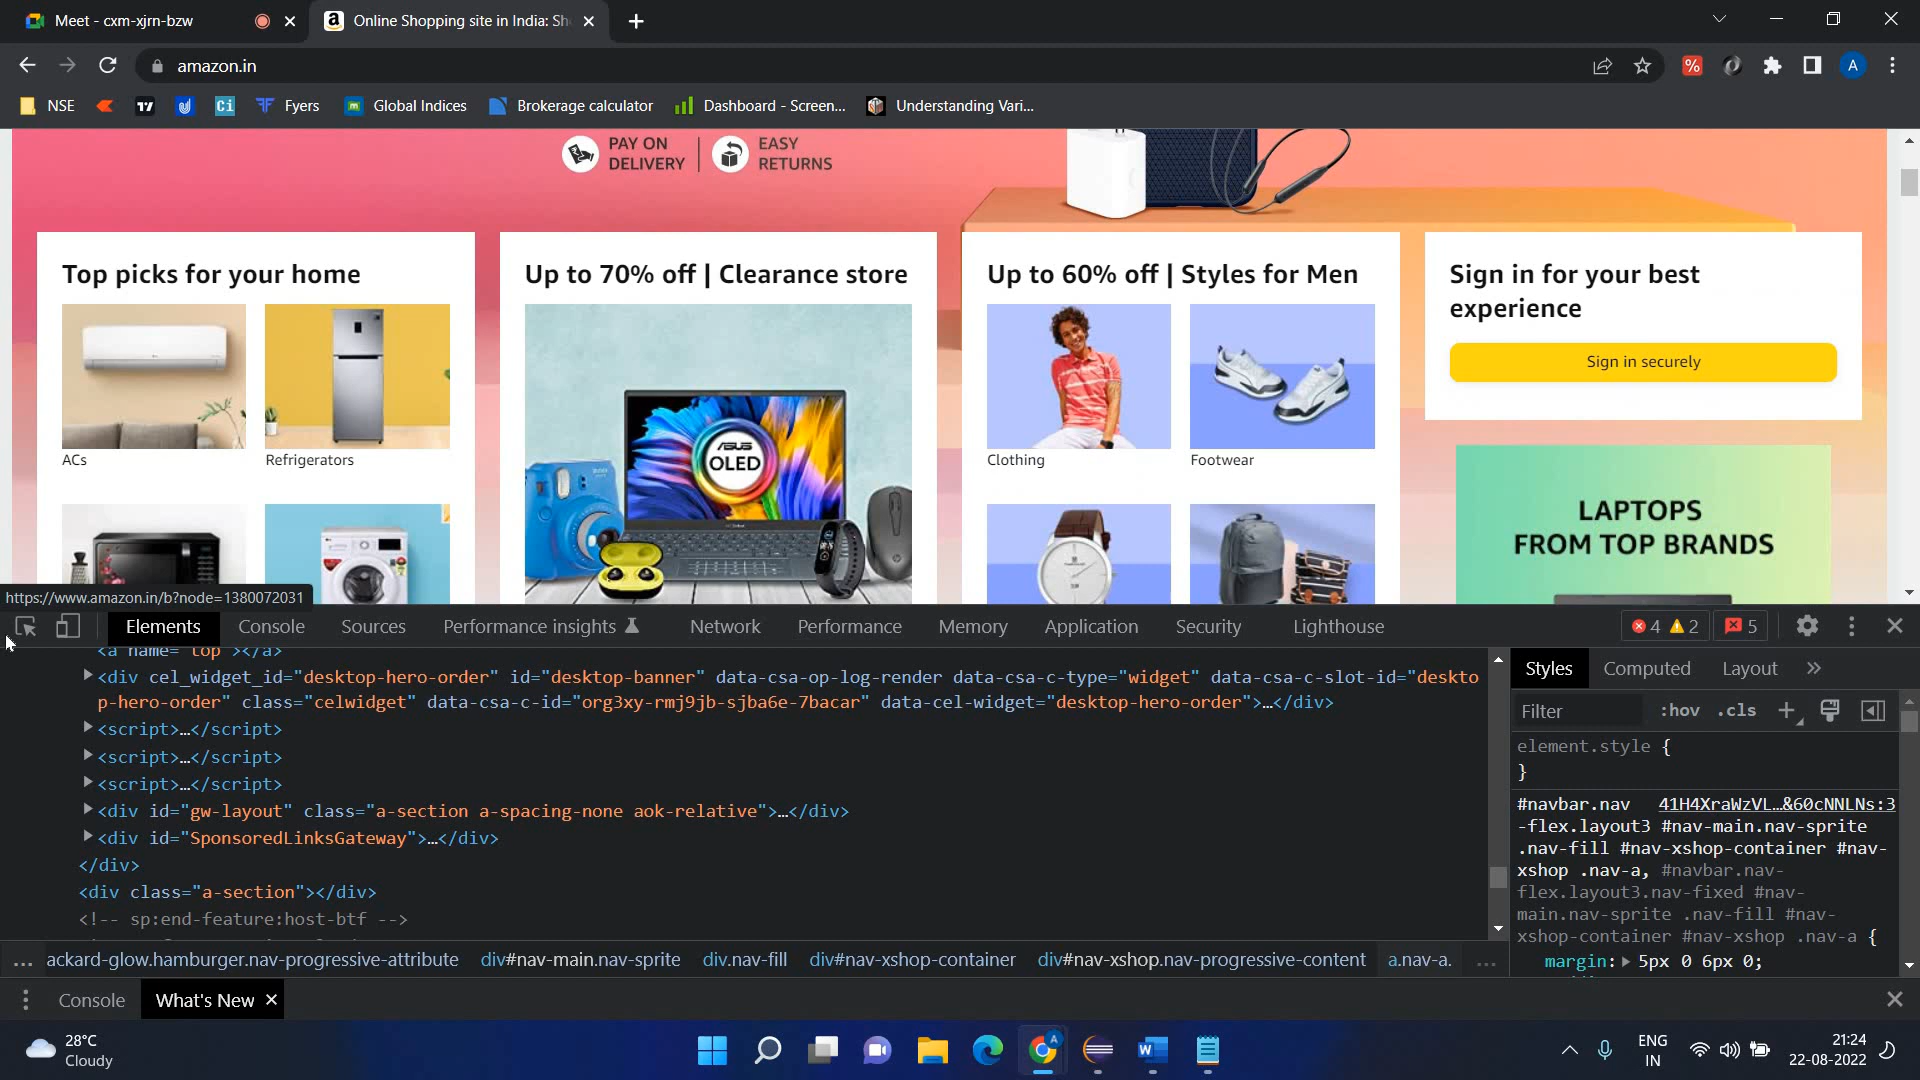 Meet - cxm-xjrn-bzw
Online Shopping site in India: Sh
amazon.in
A
NSE
Ci
Fyers
Global Indices
Brokerage calculator
Dashboard - Screen...
Understanding Vari...
PAY ON
DELIVERY
EASY
RETURNS
Top picks for your home
ACs
Refrigerators
Up to 70% off | Clearance store
ASUS
OLED
Up to 60% off | Styles for Men
Clothing
Footwear
Sign in for your best
experience
Sign in securely
LAPTOPS
FROM TOP BRANDS
https://www.amazon.in/b?node=1380072031
Elements
Console
Sources
Performance insights
Network
Performance
Memory
Application
Security
Lighthouse
4
2
5
<a name="top"></a>
<div cel_widget_id="desktop-hero-order" id="desktop-banner" data-csa-op-log-render data-csa-c-type="widget" data-csa-c-slot-id="deskto
p-hero-order" class="celwidget" data-csa-c-id="org3xy-rmj9jb-sjba6e-7bacar" data-cel-widget="desktop-hero-order">…</div>
<script>…</script>
<script>…</script>
<script>…</script>
<div id="gw-layout" class="a-section a-spacing-none aok-relative">…</div>
<div id="SponsoredLinksGateway">…</div>
</div>
<div class="a-section"></div>
<!-- sp:end-feature:host-btf -->
... ackard-glow.hamburger.nav-progressive-attribute div#nav-main.nav-sprite div.nav-fill div#nav-xshop-container div#nav-xshop.nav-progressive-content a.nav-a. ...
Styles
Computed
Layout
Filter
:hov .cls
element.style {
}
#navbar.nav 41H4XraWzVL…&60cNNLNs:3
-flex.layout3 #nav-main.nav-sprite
.nav-fill #nav-xshop-container #nav-
xshop .nav-a, #navbar.nav-
flex.layout3.nav-fixed #nav-
main.nav-sprite .nav-fill #nav-
xshop-container #nav-xshop .nav-a {
margin: 5px 0 6px 0;
Console
What's New
28°C
Cloudy
ENG
IN
21:24
22-08-2022